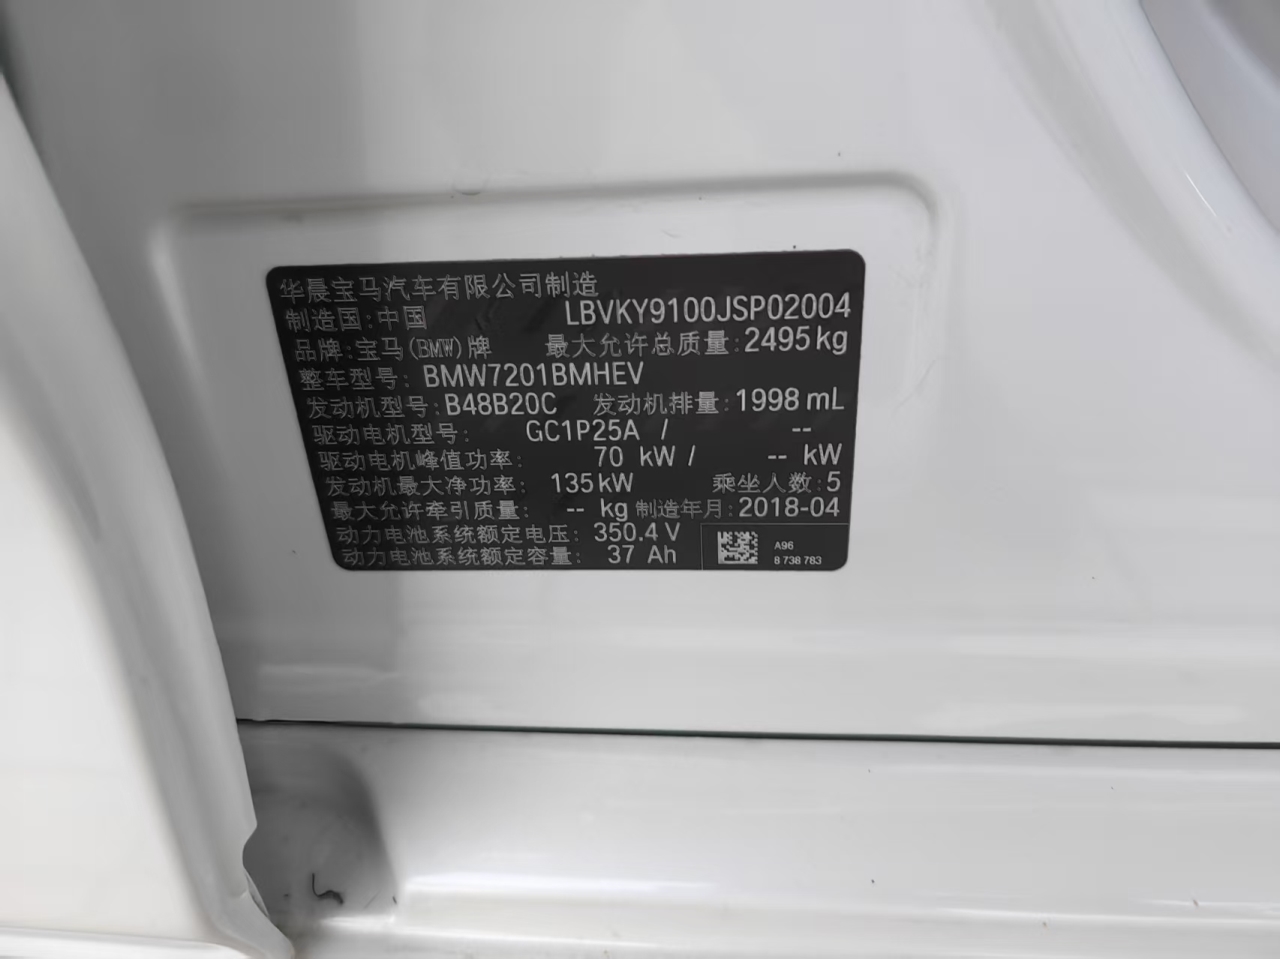 华晨宝马汽车有限公司制造
制造国:中国 LBVKY9100JSP02004
品牌:宝马(BMW)牌 最大允许总质量:2495kg
整车型号: BMW7201BMHEV
发动机型号:B48B20C 发动机排量:1998 mL
驱动电机型号: GC1P25A / --
驱动电机峰值功率: 70 kW / -- kW
发动机最大净功率: 135kW 乘坐人数:5
最大允许牵引质量: -- kg 制造年月:2018-04
动力电池系统额定电压: 350.4 V
动力电池系统额定容量: 37 Ah
A96
8 738 783